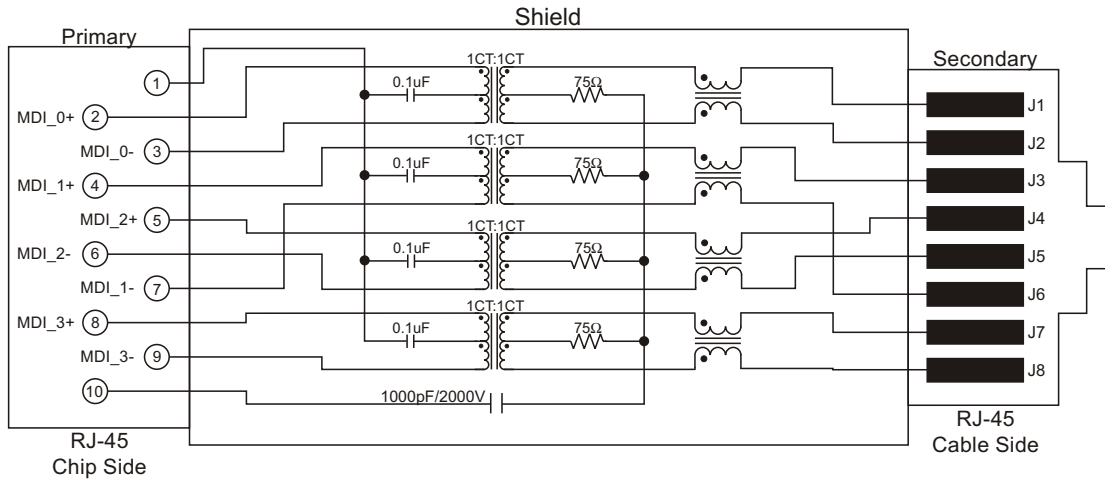 Shield
Primary
Secondary
1
MDI_0+ 2
MDI_0- 3
MDI_1+ 4
MDI_2+ 5
MDI_2- 6
MDI_1- 7
MDI_3+ 8
MDI_3- 9
10
1CT:1CT
0.1uF
75Ω
1CT:1CT
0.1uF
75Ω
1CT:1CT
0.1uF
75Ω
1CT:1CT
0.1uF
75Ω
1000pF/2000V
J1
J2
J3
J4
J5
J6
J7
J8
RJ-45
Chip Side
RJ-45
Cable Side